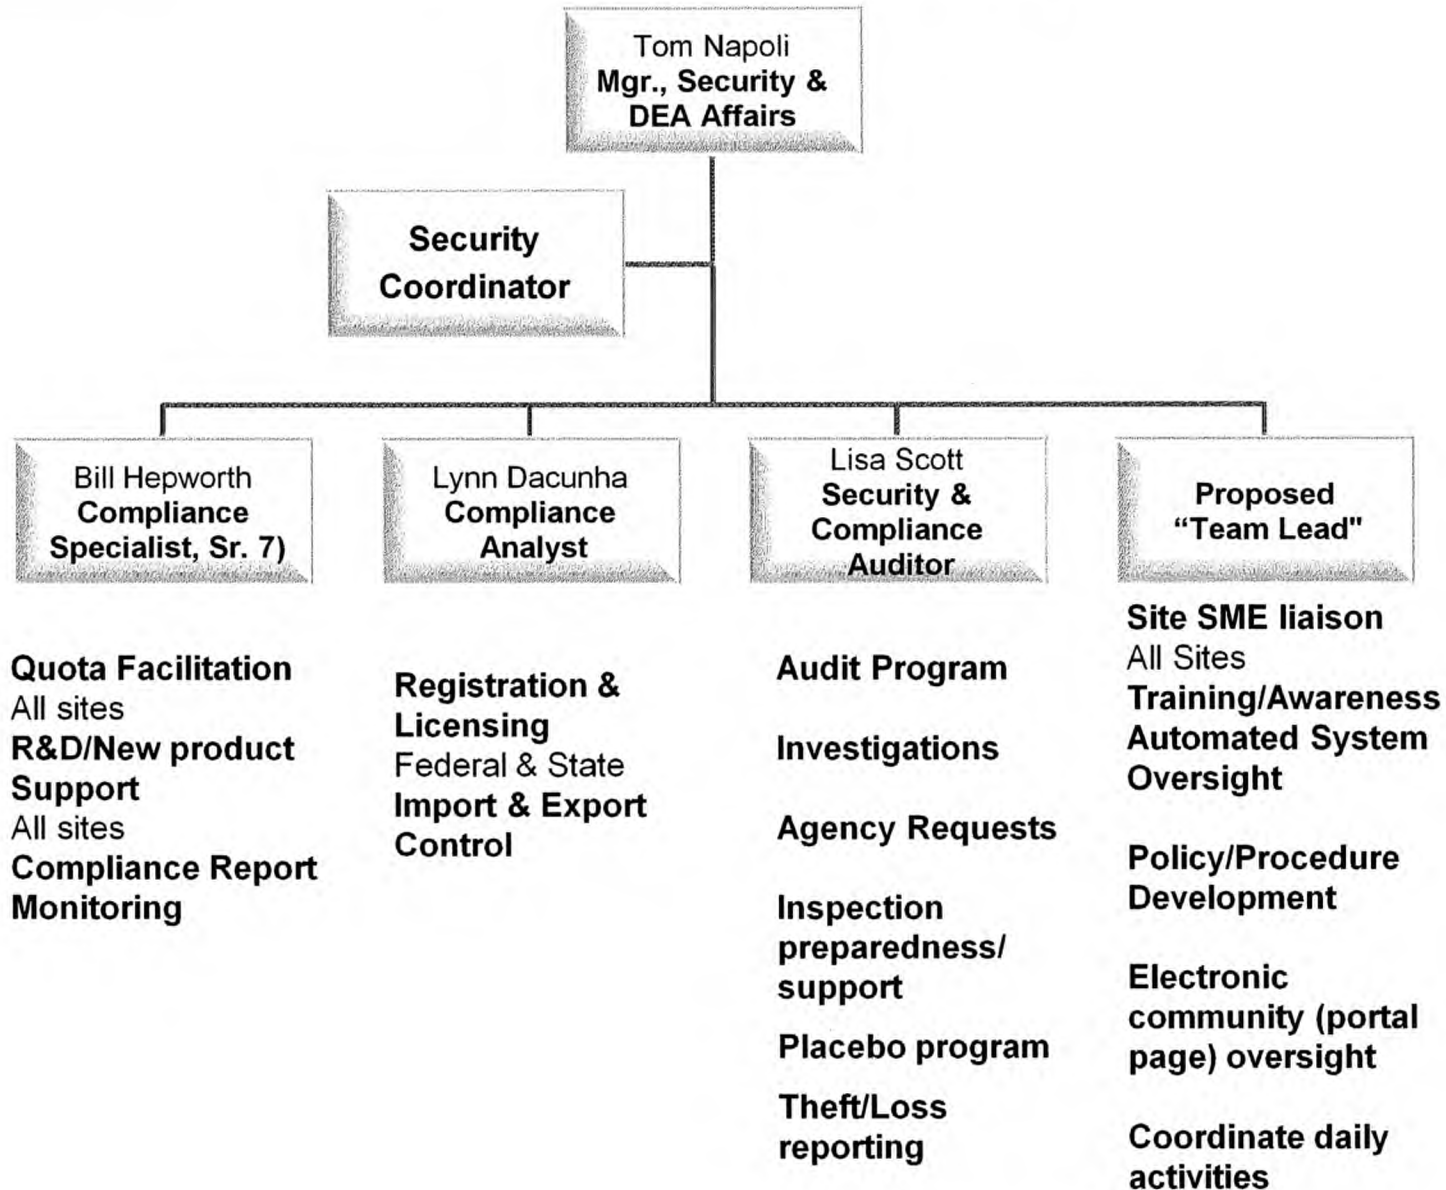 Tom Napoli
Mgr., Security &
DEA Affairs
Security
Coordinator
Bill Hepworth
Compliance
Specialist, Sr. 7)
Lynn Dacunha
Compliance
Analyst
Lisa Scott
Security &
Compliance
Auditor
Proposed
“Team Lead"
Quota Facilitation
All sites
R&D/New product
Support
All sites
Compliance Report
Monitoring
Registration &
Licensing
Federal & State
Import & Export
Control
Audit Program
Investigations
Agency Requests
Inspection
preparedness/
support
Placebo program
Theft/Loss
reporting
Site SME liaison
All Sites
Training/Awareness
Automated System
Oversight
Policy/Procedure
Development
Electronic
community (portal
page) oversight
Coordinate daily
activities